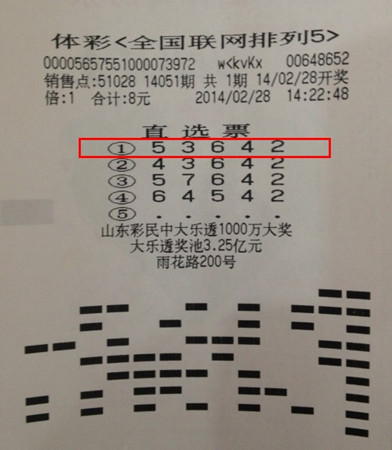 体彩<全国联网排列5>
00005657551000073972 w<kvKx 00648652
销售点:51028 14051期 共 1期 14/02/28开奖
倍:1 合计:8元 2014/02/28 14:22:48
直选票
① 5 3 6 4 2
② 4 3 6 4 2
③ 5 7 6 4 2
④ 6 4 5 4 2
⑤ . . . . .
山东彩民中大乐透1000万大奖
大乐透奖池3.25亿元
雨花路200号